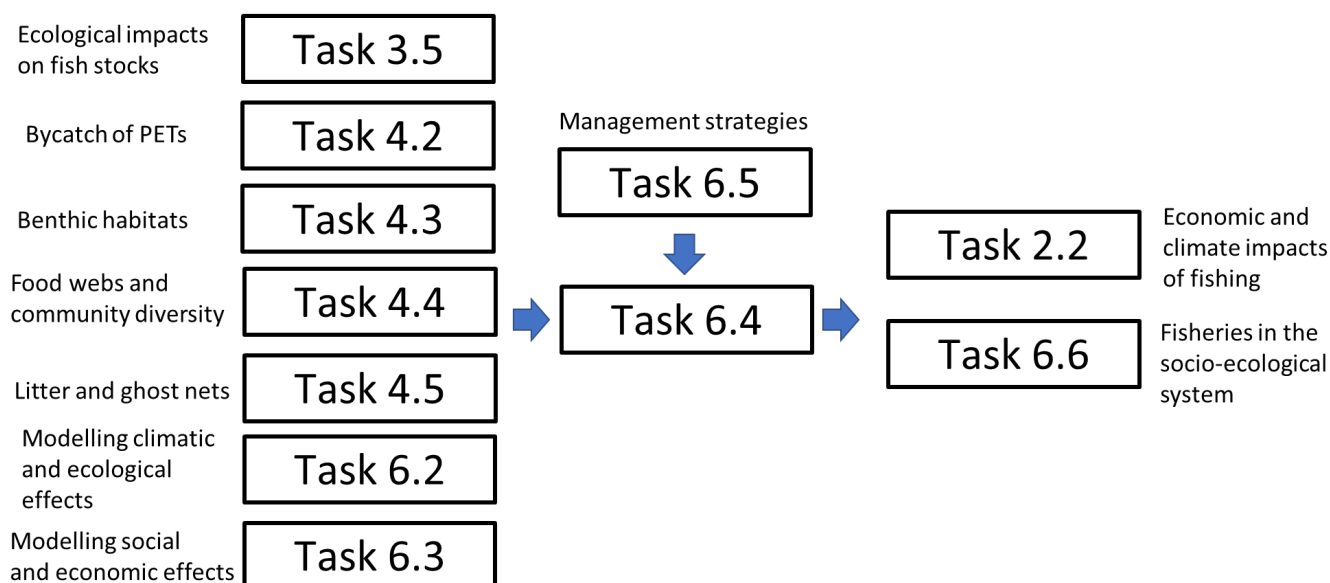 Ecological impacts
on fish stocks
Task 3.5
Bycatch of PETs
Task 4.2
Benthic habitats
Task 4.3
Food webs and
community diversity
Task 4.4
Litter and ghost nets
Task 4.5
Modelling climatic
and ecological
effects
Task 6.2
Modelling social
and economic effects
Task 6.3
Management strategies
Task 6.5
Task 6.4
Task 2.2
Economic and
climate impacts
of fishing
Task 6.6
Fisheries in the
socio-ecological
system